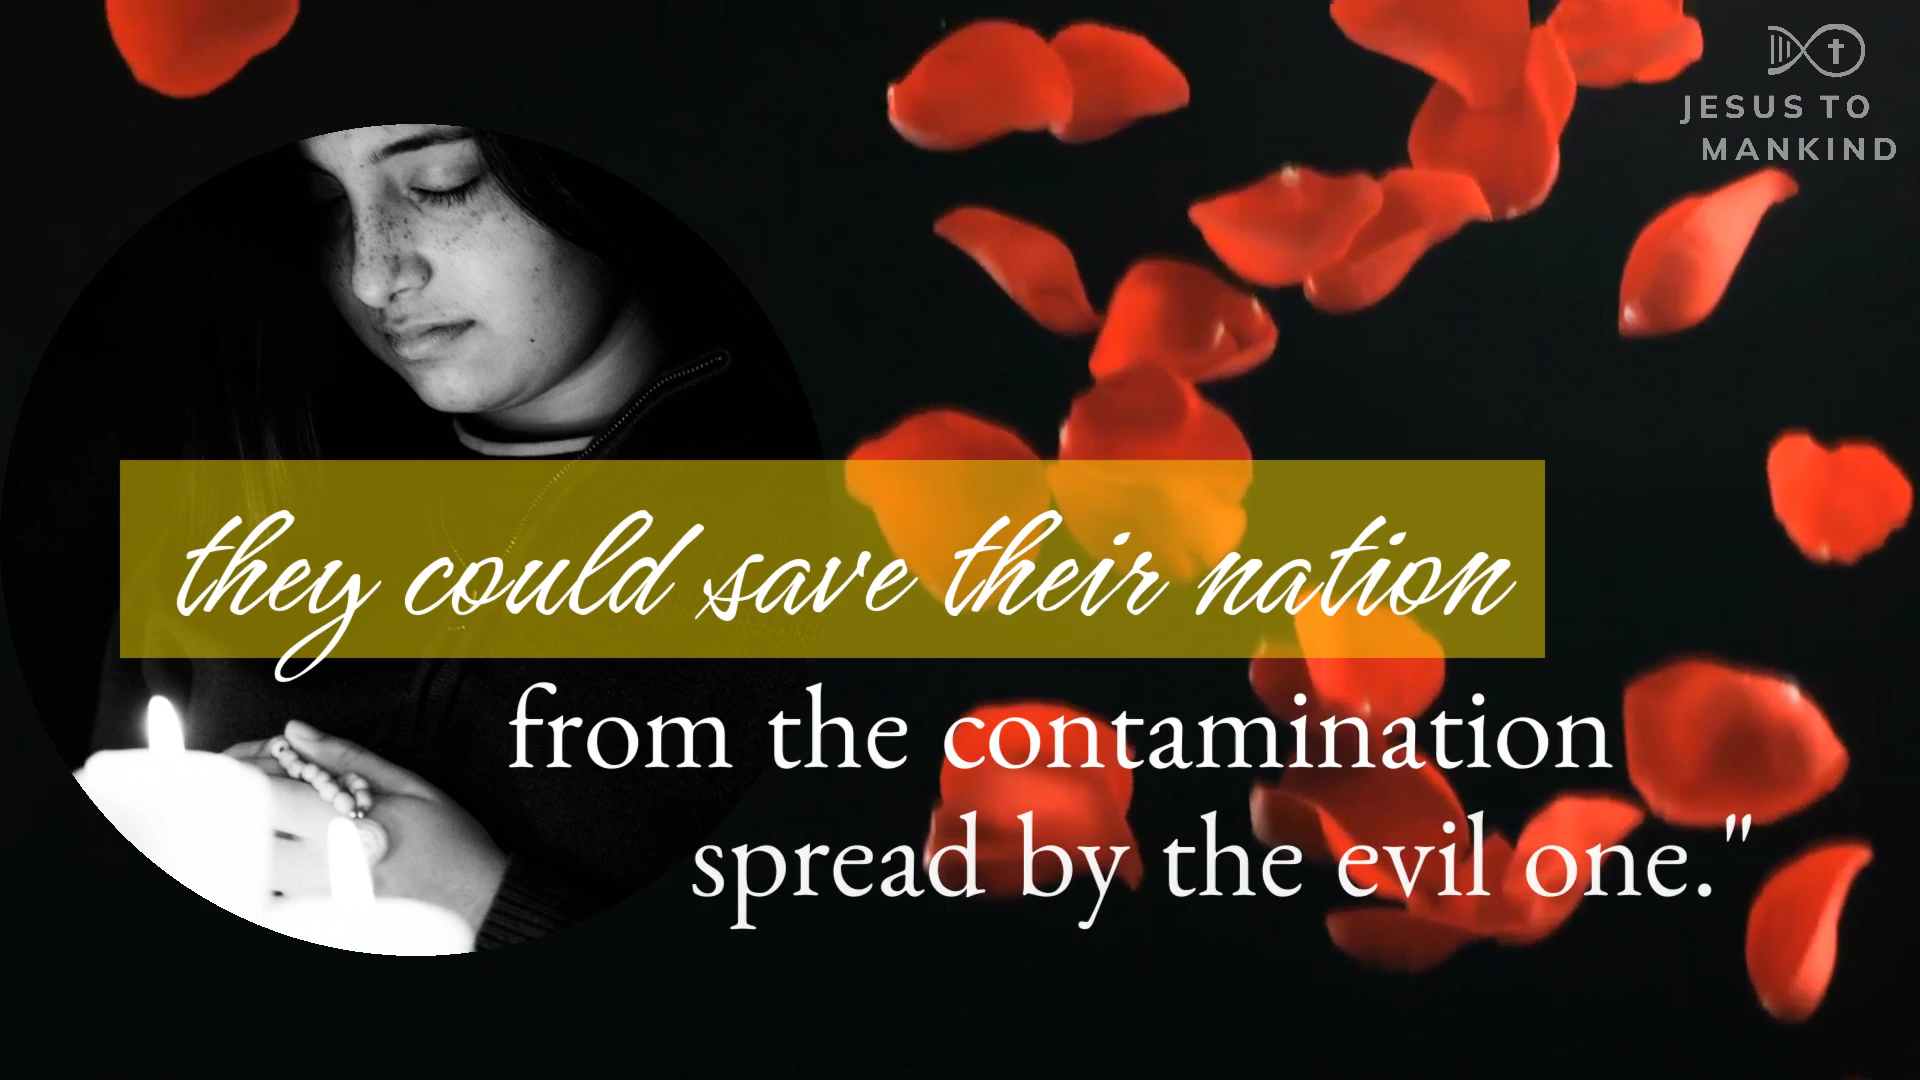 JESUS TO
MANKIND
they could save their nation
from the contamination
spread by the evil one."